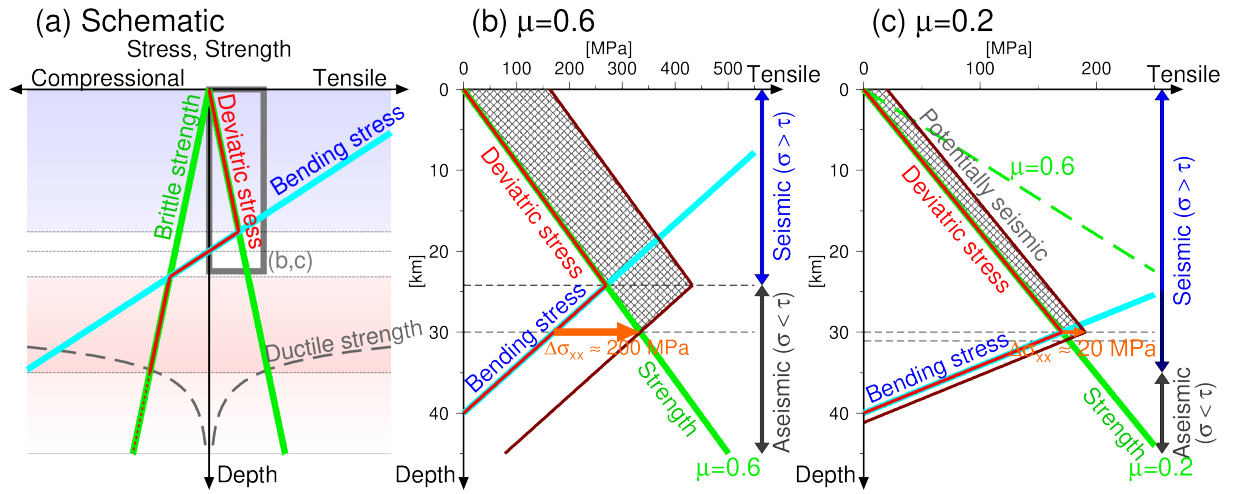 (a) Schematic
Stress, Strength
Compressional
Tensile
Brittle strength
Deviatric stress
Bending stress
(b,c)
Ductile strength
Depth
(b) μ=0.6
[MPa]
0 100 200 300 400 500
Tensile
0
10
20
30
40
[km]
Deviatric stress
Bending stress
Δσxx ≈ 200 MPa
Strength
μ=0.6
Seismic (σ > τ)
Aseismic (σ < τ)
Depth
(c) μ=0.2
[MPa]
0 100 200
Tensile
0
10
20
30
40
[km]
Potentially seismic
μ=0.6
Deviatric stress
Bending stress
Δσxx ≈ 20 MPa
Strength
μ=0.2
Seismic (σ > τ)
Aseismic
(σ < τ)
Depth